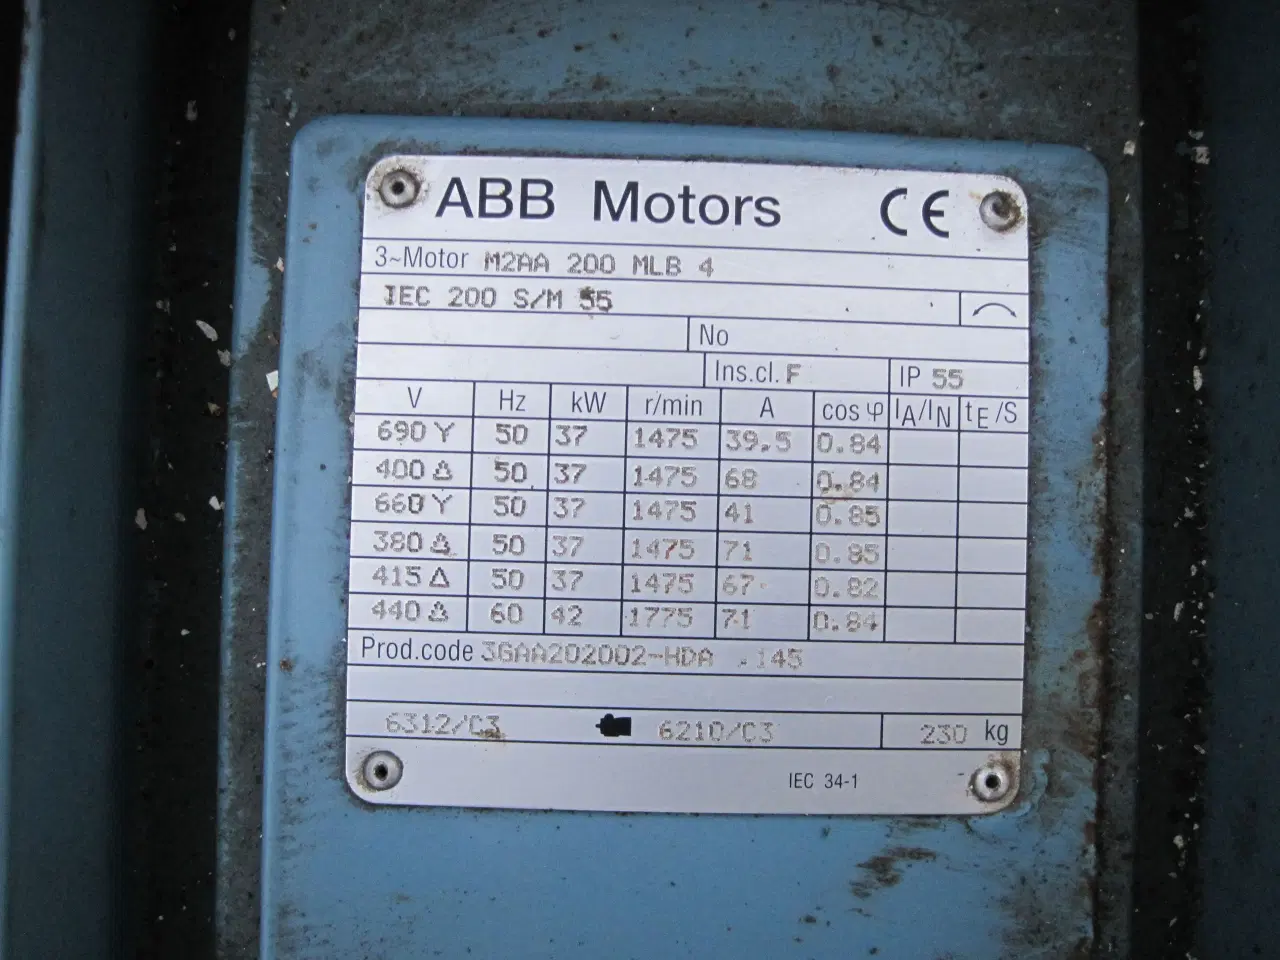 ABB Motors CE
3~Motor M2AA 200 MLB 4
IEC 200 S/M 55
No
Ins.cl. F IP 55
V Hz kW r/min A cos φ IA/IN tE/S
690 Y 50 37 1475 39.5 0.84
400 Δ 50 37 1475 68 0.84
660 Y 50 37 1475 41 0.85
380 Δ 50 37 1475 71 0.85
415 Δ 50 37 1475 67 0.82
440 Δ 60 42 1775 71 0.84
Prod.code 3GAA202002-HDA .145
6312/C3 6210/C3 230 kg
IEC 34-1